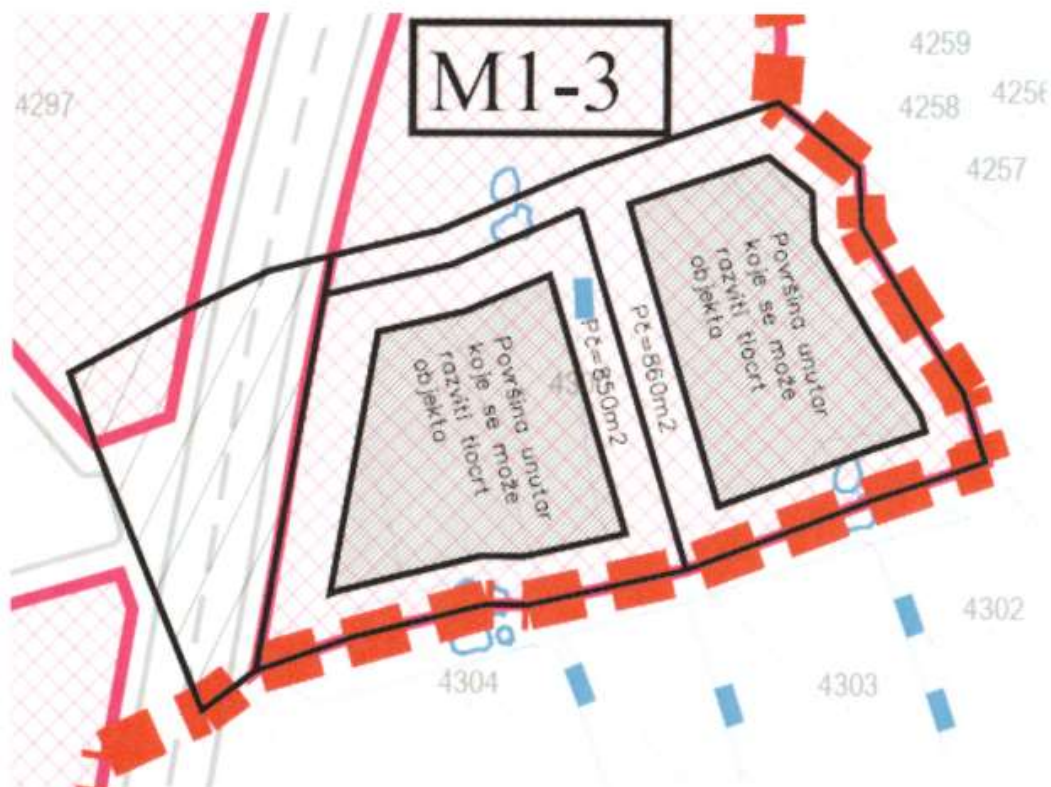 M1-3
4259
4297
4258
4257
Površina unutar
koje se može
razviti tlocrt
objekta
Pč=860m2
Pč=850m2
Površina unutar
koje se može
razviti tlocrt
objekta
4302
4304
4303